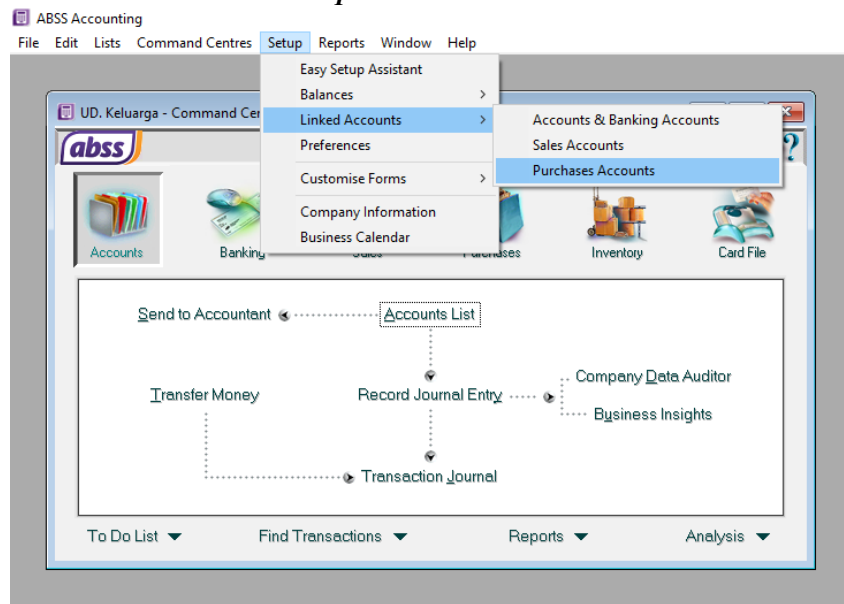 ABSS Accounting
File Edit Lists Command Centres Setup Reports Window Help
Easy Setup Assistant
Balances
Linked Accounts
Preferences
Customise Forms
Company Information
Business Calendar
Accounts & Banking Accounts
Sales Accounts
Purchases Accounts
UD. Keluarga - Command Cer
abss
?
Accounts Banking Sales Purchases Inventory Card File
Send to Accountant Accounts List
Company Data Auditor
Transfer Money Record Journal Entry
Business Insights
Transaction Journal
To Do List Find Transactions Reports Analysis